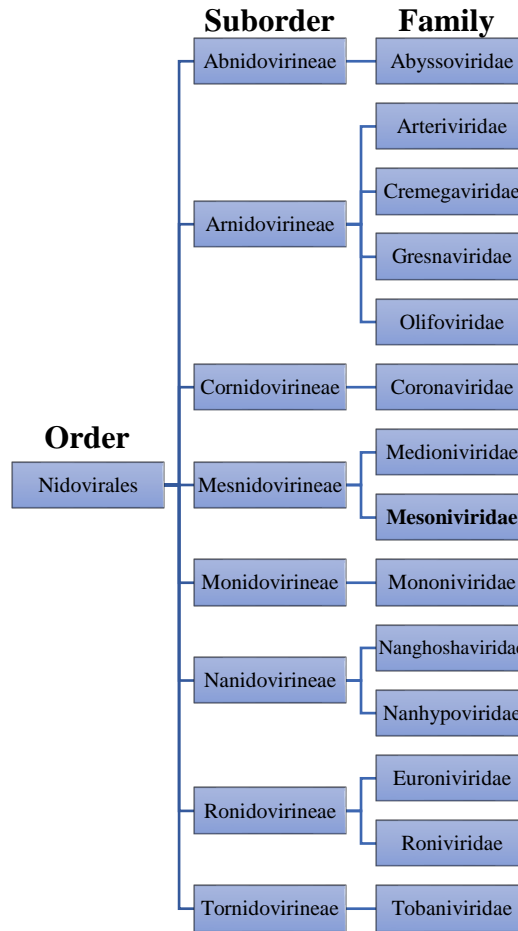 Suborder Family
Abnidovirineae Abyssoviridae
Arteriviridae
Cremegaviridae
Arnidovirineae
Gresnaviridae
Olifoviridae
Cornidovirineae Coronaviridae
Order
Medioniviridae
Nidovirales Mesnidovirineae
Mesoniviridae
Monidovirineae Mononiviridae
Nanghoshaviridae
Nanidovirineae
Nanhypoviridae
Euroniviridae
Ronidovirineae
Roniviridae
Tornidovirineae Tobaniviridae